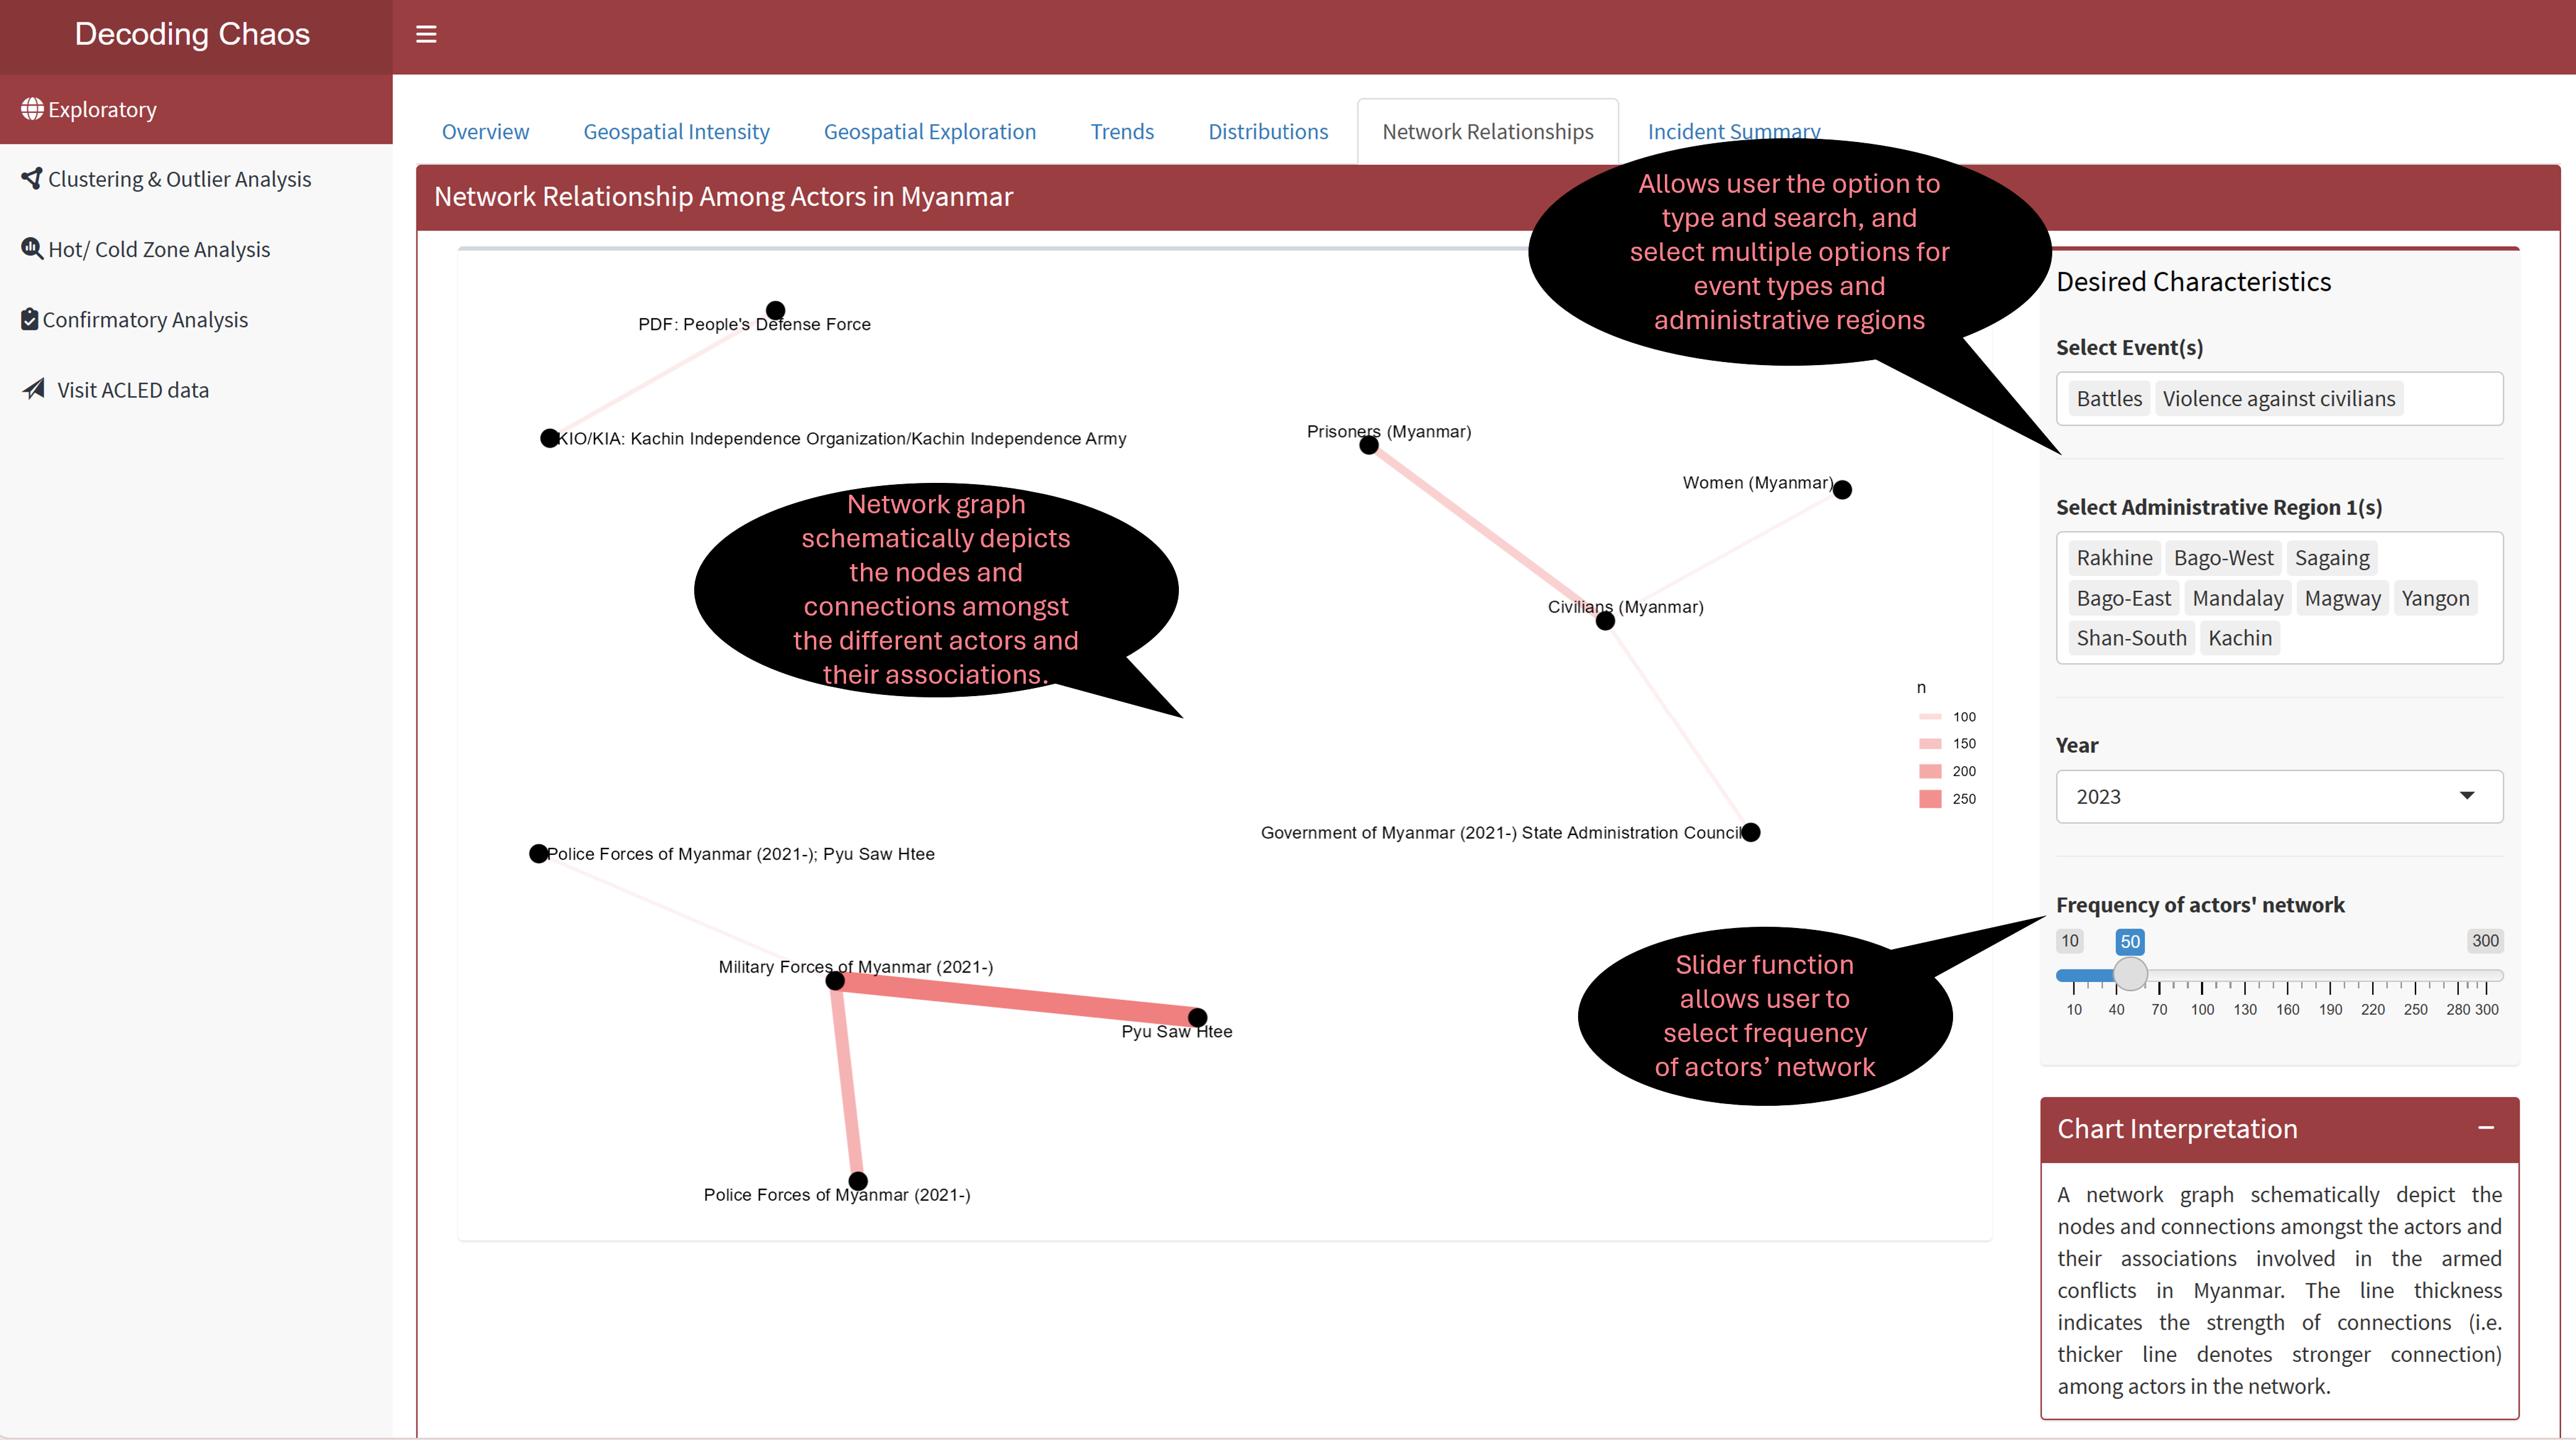 Decoding Chaos
Exploratory
Clustering & Outlier Analysis
Hot/ Cold Zone Analysis
Confirmatory Analysis
Visit ACLED data
Overview
Geospatial Intensity
Geospatial Exploration
Trends
Distributions
Network Relationships
Incident Summary
Network Relationship Among Actors in Myanmar
Allows user the option to
type and search, and
select multiple options for
event types and
administrative regions
PDF: People's Defense Force
KIO/KIA: Kachin Independence Organization/Kachin Independence Army
Prisoners (Myanmar)
Women (Myanmar)
Network graph
schematically depicts
the nodes and
connections amongst
the different actors and
their associations.
Civilians (Myanmar)
n
100
150
200
250
Government of Myanmar (2021-) State Administration Council
Police Forces of Myanmar (2021-); Pyu Saw Htee
Military Forces of Myanmar (2021-)
Pyu Saw Htee
Police Forces of Myanmar (2021-)
Slider function
allows user to
select frequency
of actors’ network
Desired Characteristics
Select Event(s)
Battles Violence against civilians
Select Administrative Region 1(s)
Rakhine Bago-West Sagaing
Bago-East Mandalay Magway Yangon
Shan-South Kachin
Year
2023
Frequency of actors' network
10 50 300
10 40 70 100 130 160 190 220 250 280 300
Chart Interpretation
A network graph schematically depict the
nodes and connections amongst the actors and
their associations involved in the armed
conflicts in Myanmar. The line thickness
indicates the strength of connections (i.e.
thicker line denotes stronger connection)
among actors in the network.